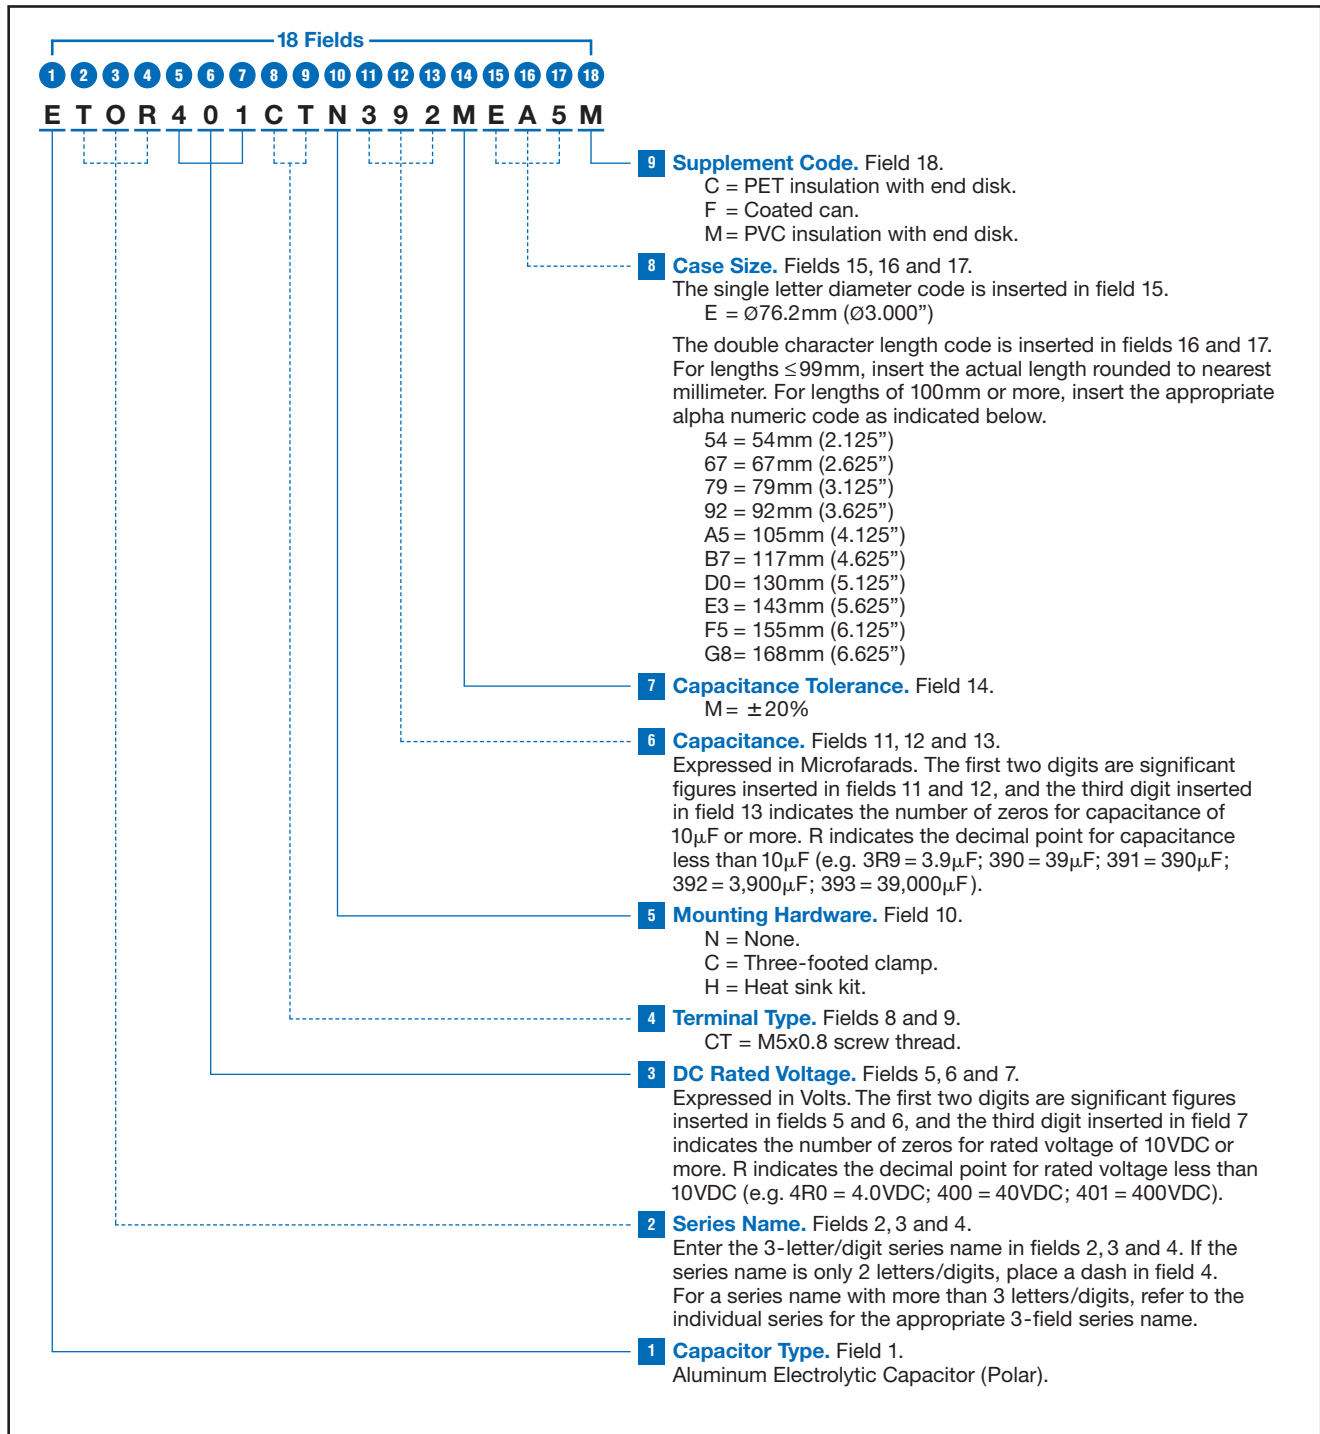 18 Fields
1 2 3 4 5 6 7 8 9 10 11 12 13 14 15 16 17 18
E T O R 4 0 1 C T N 3 9 2 M E A 5 M
9 Supplement Code. Field 18.
C = PET insulation with end disk.
F = Coated can.
M = PVC insulation with end disk.
8 Case Size. Fields 15, 16 and 17.
The single letter diameter code is inserted in field 15.
E = Ø76.2mm (Ø3.000”)
The double character length code is inserted in fields 16 and 17.
For lengths ≤99mm, insert the actual length rounded to nearest
millimeter. For lengths of 100mm or more, insert the appropriate
alpha numeric code as indicated below.
54 = 54mm (2.125”)
67 = 67mm (2.625”)
79 = 79mm (3.125”)
92 = 92mm (3.625”)
A5 = 105mm (4.125”)
B7 = 117mm (4.625”)
D0 = 130mm (5.125”)
E3 = 143mm (5.625”)
F5 = 155mm (6.125”)
G8 = 168mm (6.625”)
7 Capacitance Tolerance. Field 14.
M = ±20%
6 Capacitance. Fields 11, 12 and 13.
Expressed in Microfarads. The first two digits are significant
figures inserted in fields 11 and 12, and the third digit inserted
in field 13 indicates the number of zeros for capacitance of
10µF or more. R indicates the decimal point for capacitance
less than 10µF (e.g. 3R9 = 3.9µF; 390 = 39µF; 391 = 390µF;
392 = 3,900µF; 393 = 39,000µF).
5 Mounting Hardware. Field 10.
N = None.
C = Three-footed clamp.
H = Heat sink kit.
4 Terminal Type. Fields 8 and 9.
CT = M5x0.8 screw thread.
3 DC Rated Voltage. Fields 5, 6 and 7.
Expressed in Volts. The first two digits are significant figures
inserted in fields 5 and 6, and the third digit inserted in field 7
indicates the number of zeros for rated voltage of 10VDC or
more. R indicates the decimal point for rated voltage less than
10VDC (e.g. 4R0 = 4.0VDC; 400 = 40VDC; 401 = 400VDC).
2 Series Name. Fields 2, 3 and 4.
Enter the 3-letter/digit series name in fields 2, 3 and 4. If the
series name is only 2 letters/digits, place a dash in field 4.
For a series name with more than 3 letters/digits, refer to the
individual series for the appropriate 3-field series name.
1 Capacitor Type. Field 1.
Aluminum Electrolytic Capacitor (Polar).